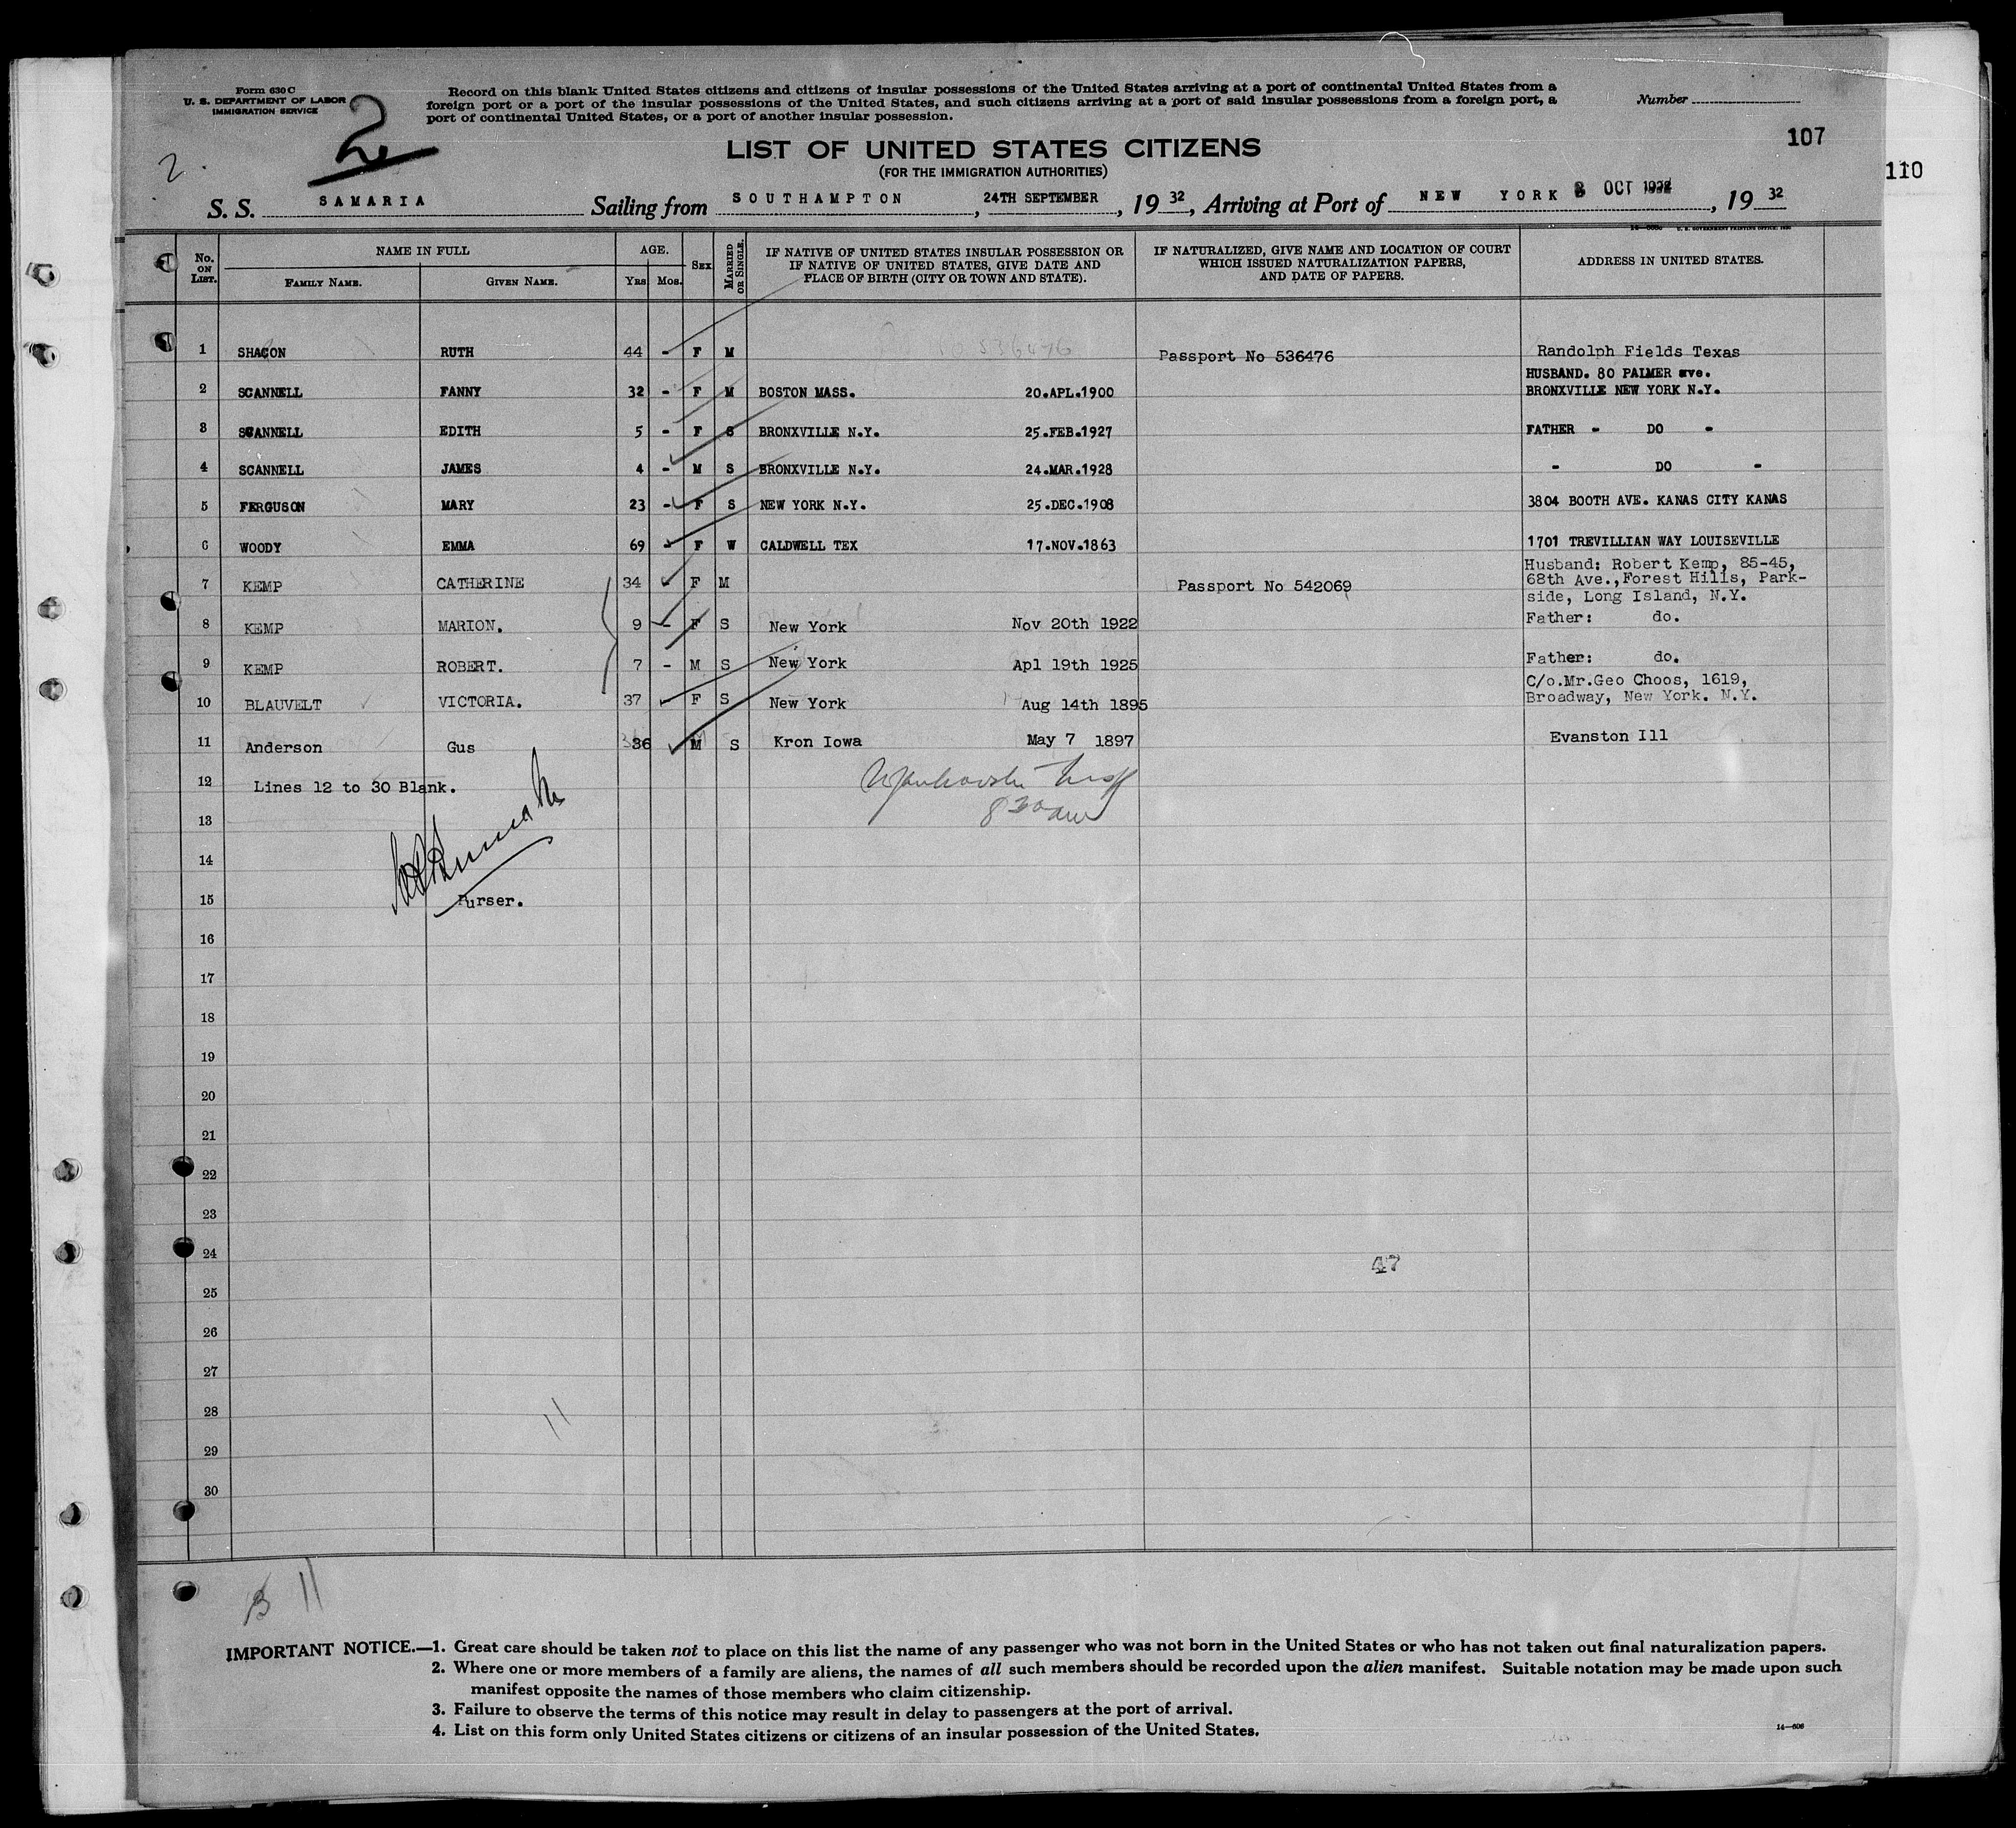 Form 630 C
U. S. DEPARTMENT OF LABOR
IMMIGRATION SERVICE
2
2.
Record on this blank United States citizens and citizens of insular possessions of the United States arriving at a port of continental United States from a
foreign port or a port of the insular possessions of the United States, and such citizens arriving at a port of said insular possessions from a foreign port, a
port of continental United States, or a port of another insular possession.
Number
107
110
LIST OF UNITED STATES CITIZENS
(FOR THE IMMIGRATION AUTHORITIES)
S. S. SAMARIA Sailing from SOUTHAMPTON, 24TH SEPTEMBER, 19 32, Arriving at Port of NEW YORK 3 OCT 1932, 19 32
No. ON LIST. NAME IN FULL FAMILY NAME. GIVEN NAME. AGE. YRS MOS. SEX MARRIED OR SINGLE. IF NATIVE OF UNITED STATES INSULAR POSSESSION OR IF NATIVE OF UNITED STATES, GIVE DATE AND PLACE OF BIRTH (CITY OR TOWN AND STATE). IF NATURALIZED, GIVE NAME AND LOCATION OF COURT WHICH ISSUED NATURALIZATION PAPERS, AND DATE OF PAPERS. ADDRESS IN UNITED STATES.
1 SHACON RUTH 44 - F M 536476 Passport No 536476 Randolph Fields Texas
HUSBAND. 80 PALMER ave.
2 SCANNELL FANNY 32 - F M BOSTON MASS. 20.APL.1900 BRONXVILLE NEW YORK N.Y.
3 SCANNELL EDITH 5 - F S BRONXVILLE N.Y. 25.FEB.1927 FATHER - DO -
4 SCANNELL JAMES 4 - M S BRONXVILLE N.Y. 24.MAR.1928 - DO -
5 FERGUSON MARY 23 - F S NEW YORK N.Y. 25.DEC.1908 3804 BOOTH AVE. KANAS CITY KANAS
6 WOODY EMMA 69 - F W CALDWELL TEX 17.NOV.1863 1701 TREVILLIAN WAY LOUISEVILLE
7 KEMP CATHERINE 34 - F M Passport No 542069 Husband: Robert Kemp, 85-45,
68th Ave., Forest Hills, Park-
side, Long Island, N.Y.
8 KEMP MARION. 9 - F S New York Nov 20th 1922 Father: do.
9 KEMP ROBERT. 7 - M S New York Apl 19th 1925 Father: do.
10 BLAUVELT VICTORIA. 37 - F S New York Aug 14th 1895 C/o.Mr.Geo Choos, 1619,
Broadway, New York. N.Y.
11 Anderson Gus 36 M S Kron Iowa May 7 1897 Evanston Ill
12 Lines 12 to 30 Blank.
8 30 am
13
14
15 Purser.
16
17
18
19
20
21
22
23
24
47
25
26
27
28
11
29
30
B 11
IMPORTANT NOTICE.—1. Great care should be taken not to place on this list the name of any passenger who was not born in the United States or who has not taken out final naturalization papers.
2. Where one or more members of a family are aliens, the names of all such members should be recorded upon the alien manifest. Suitable notation may be made upon such
manifest opposite the names of those members who claim citizenship.
3. Failure to observe the terms of this notice may result in delay to passengers at the port of arrival.
4. List on this form only United States citizens or citizens of an insular possession of the United States.
14—606